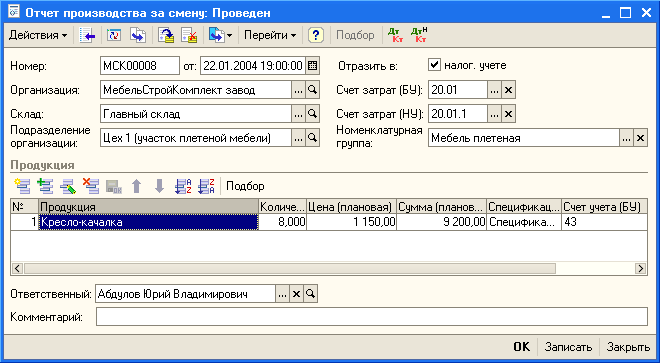 Отчет производства за смену: Проведен
Действия Перейти ? Подбор Дт Кт Дт Кт Н
Номер: МСК00008 от: 22.01.2004 19:00:00 Отразить в: налог. учете
Организация: МебельСтройКомплект завод ... Счет затрат (БУ): 20.01 ... ×
Склад: Главный склад ... Счет затрат (НУ): 20.01.1 ... ×
Подразделение организации: Цех 1 (участок плетеной мебели) ... Номенклатурная группа: Мебель плетеная ... ×
Продукция
Подбор
№ Продукция Количе... Цена (плановая) Сумма (планов... Спецификац... Счет учета (БУ)
1 Кресло-качалка 8,000 1 150,00 9 200,00 Специфика... 43
Ответственный: Абдулов Юрий Владимирович ... ×
Комментарий:
OK Записать Закрыть